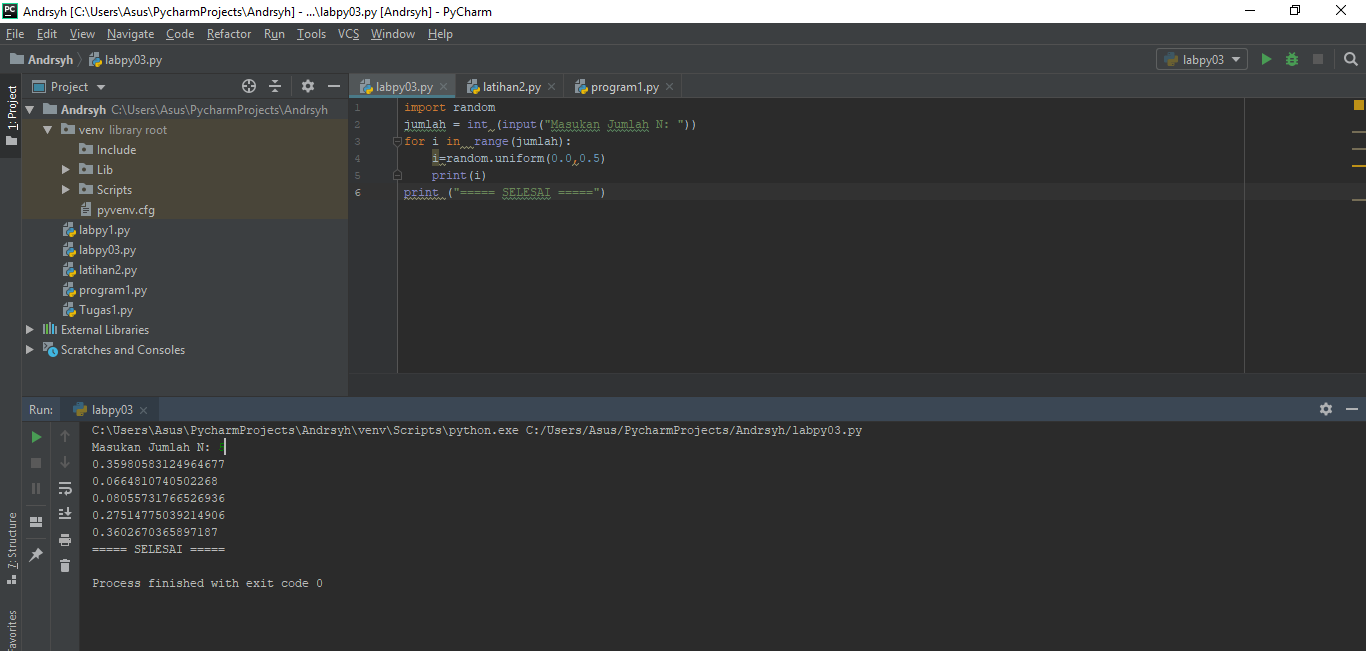 Andrsyh [C:\Users\Asus\PycharmProjects\Andrsyh] - ...\labpy03.py [Andrsyh] - PyCharm
File Edit View Navigate Code Refactor Run Tools VCS Window Help
Andrsyh labpy03.py
labpy03
Project
labpy03.py latihan2.py program1.py
1: Project
Andrsyh C:\Users\Asus\PycharmProjects\Andrsyh
venv library root
Include
Lib
Scripts
pyvenv.cfg
labpy1.py
labpy03.py
latihan2.py
program1.py
Tugas1.py
External Libraries
Scratches and Consoles
1 import random
2 jumlah = int (input("Masukan Jumlah N: "))
3 for i in  range(jumlah):
4 i=random.uniform(0.0,0.5)
5 print(i)
6 print ("===== SELESAI =====")
Run: labpy03
C:\Users\Asus\PycharmProjects\Andrsyh\venv\Scripts\python.exe C:/Users/Asus/PycharmProjects/Andrsyh/labpy03.py
Masukan Jumlah N: 5
0.35980583124964677
0.0664810740502268
0.08055731766526936
0.27514775039214906
0.3602670365897187
===== SELESAI =====
Process finished with exit code 0
7: Structure
avorites